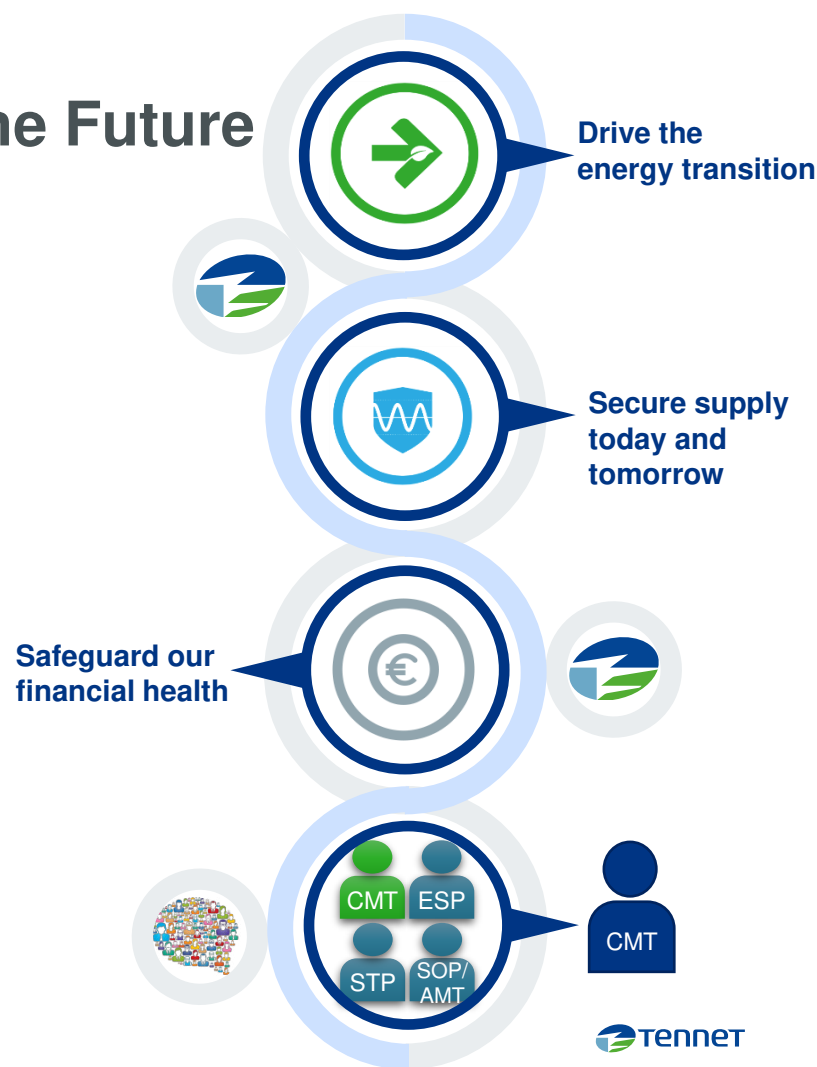 ne Future
Drive the
energy transition
Secure supply
today and
tomorrow
Safeguard our
financial health
€
CMT
ESP
STP
SOP/
AMT
CMT
TenneT